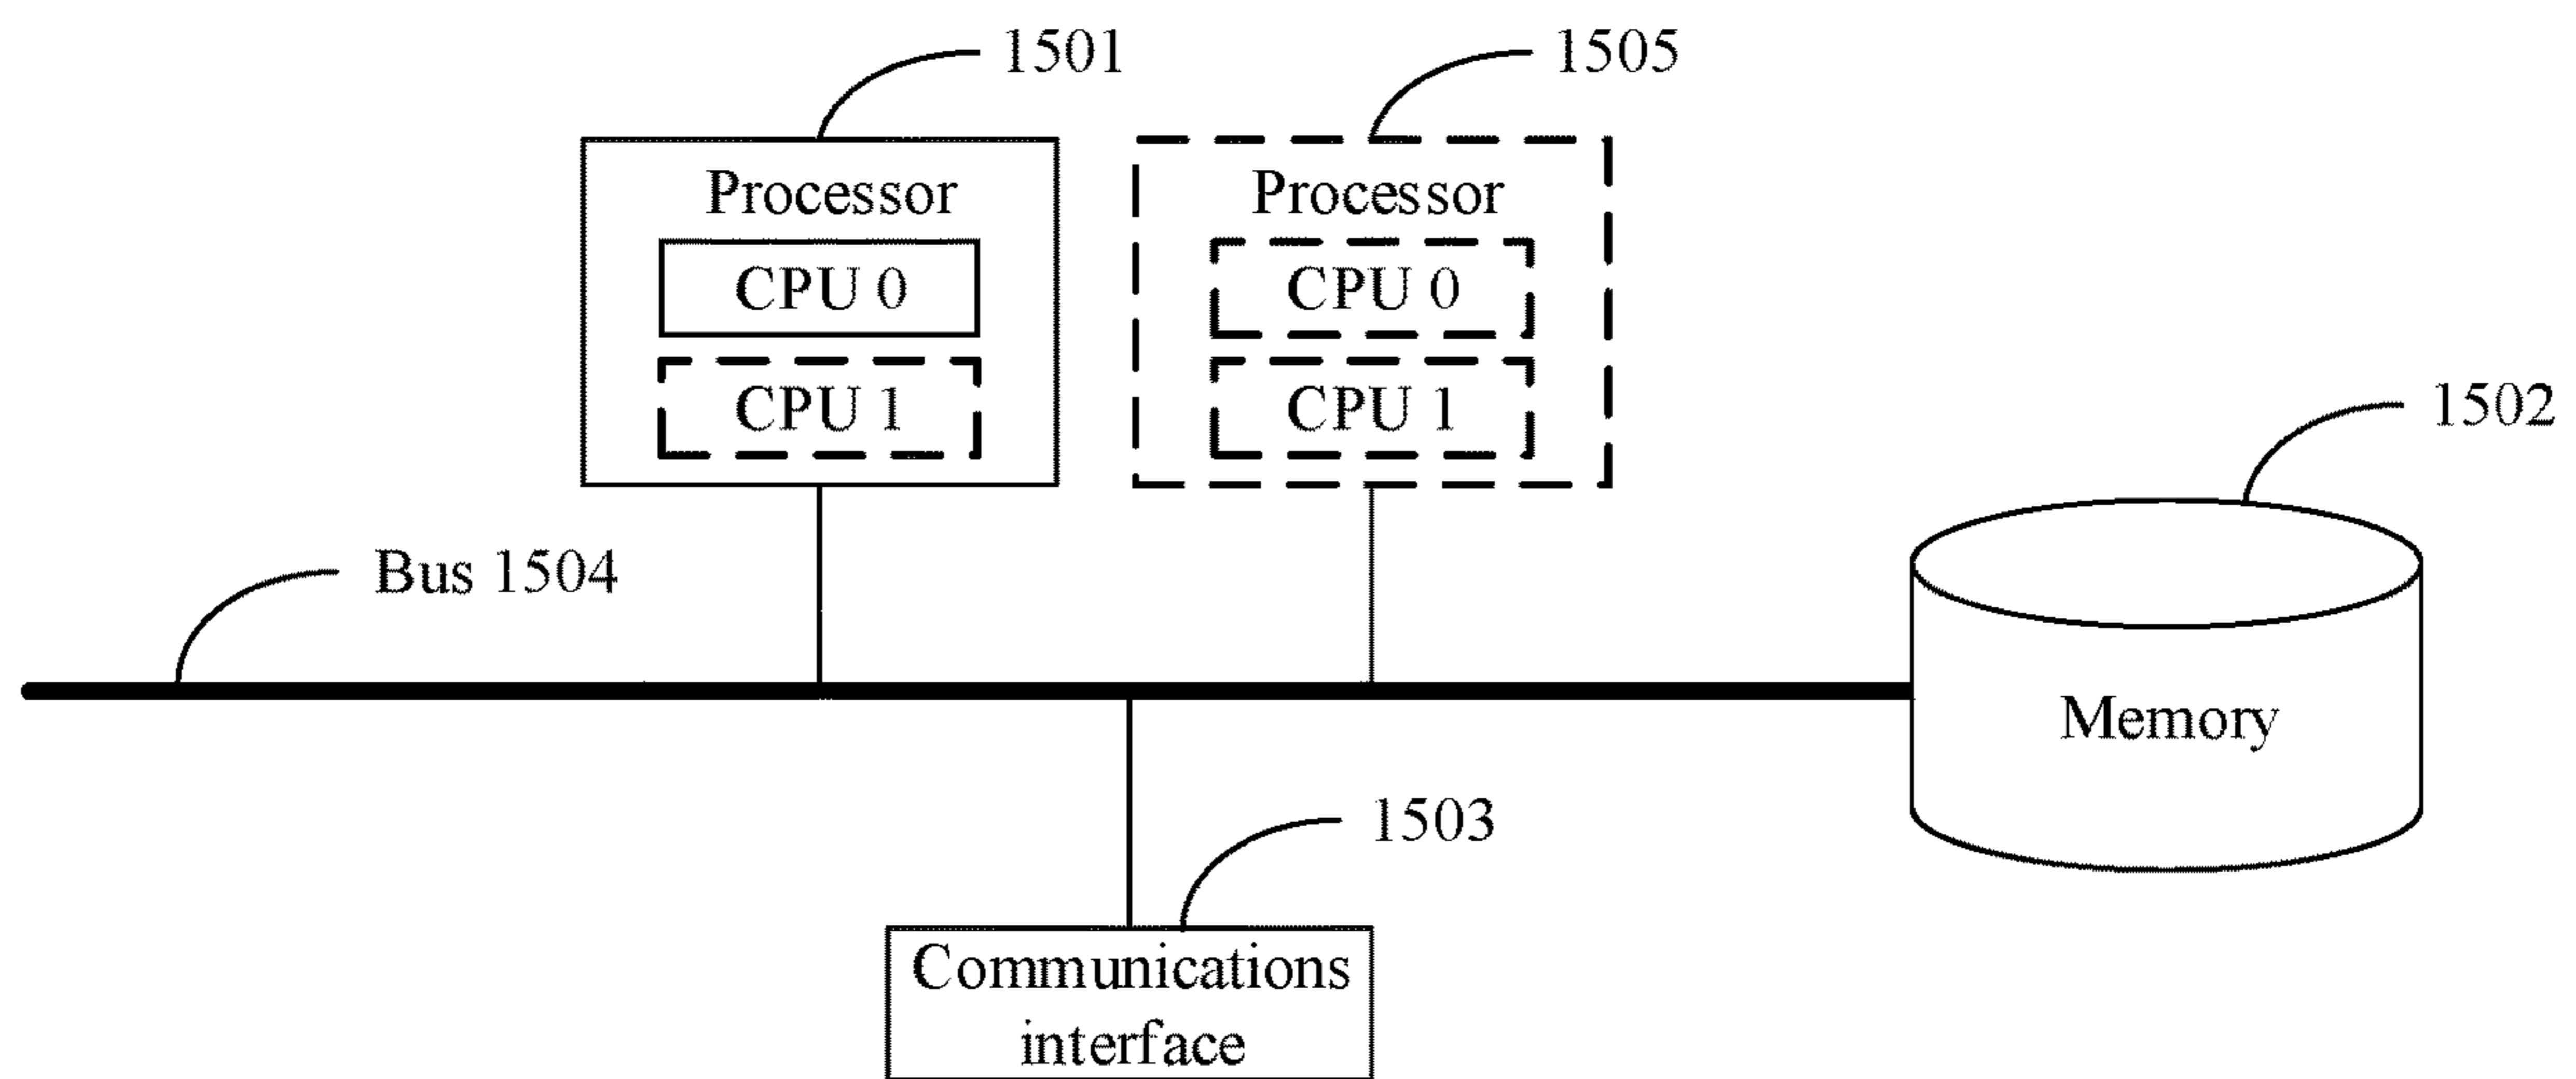 1501
1505
Processor
CPU 0
CPU 1
Processor
CPU 0
CPU 1
1502
Bus 1504
Memory
1503
Communications
interface